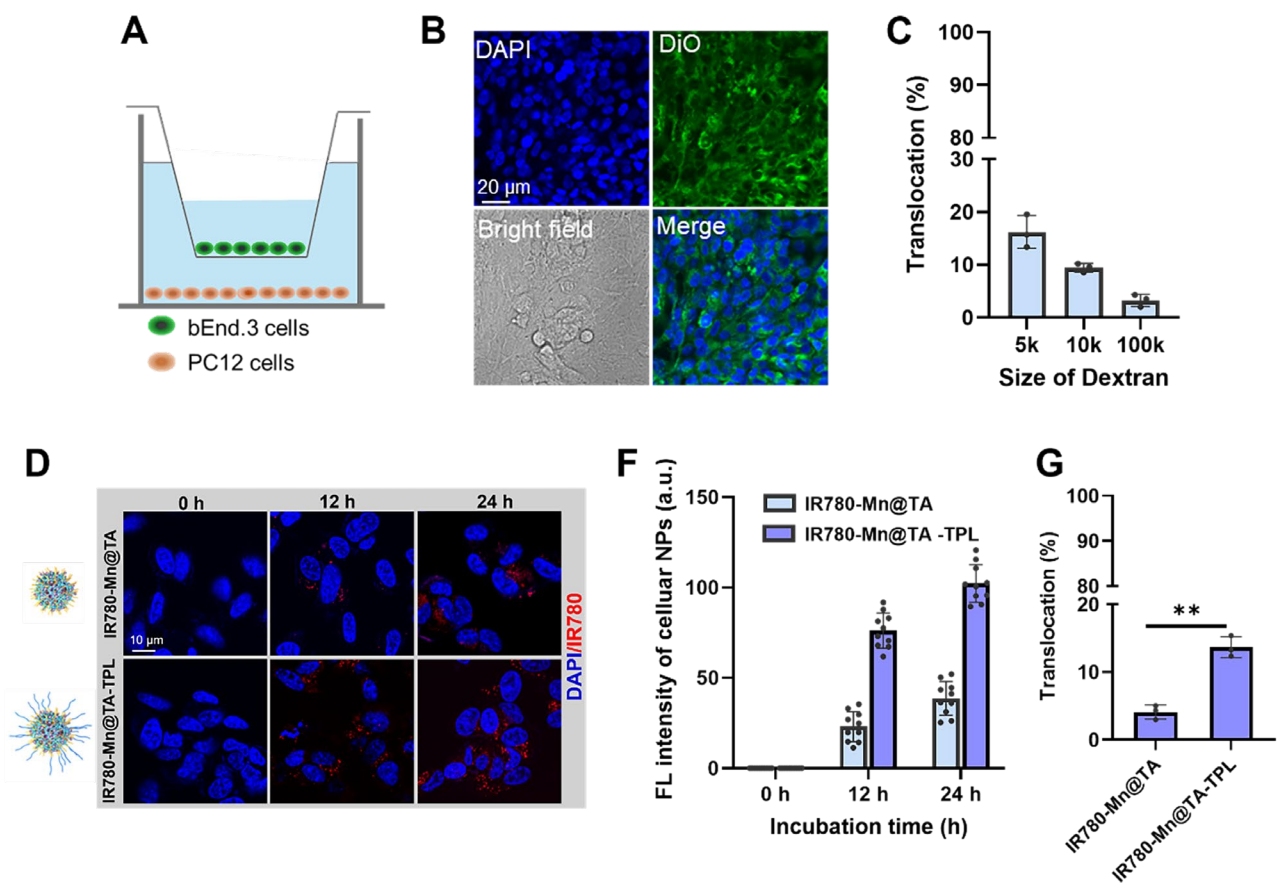 A
bEnd.3 cells
PC12 cells
B
DAPI
DiO
20 µm
Bright field
Merge
C
100
90
80
30
20
10
0
Translocation (%)
5k
10k
100k
Size of Dextran
D
0 h
12 h
24 h
IR780-Mn@TA
10 µm
IR780-Mn@TA-TPL
DAPI/IR780
F
FL intensity of celluar NPs (a.u.)
150
100
50
0
IR780-Mn@TA
IR780-Mn@TA -TPL
0 h
12 h
24 h
Incubation time (h)
G
Translocation (%)
100
90
80
20
10
0
**
IR780-Mn@TA
IR780-Mn@TA-TPL